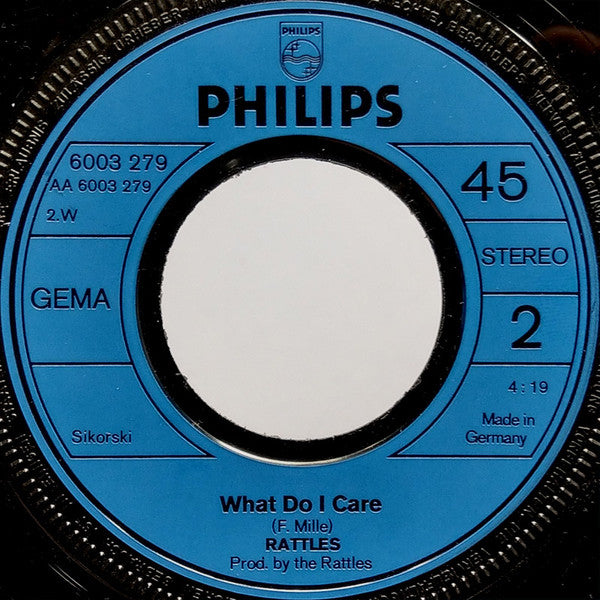 PHILIPS
PHILIPS
6003 279
AA 6003 279
2.W
GEMA
Sikorski
45
STEREO
2
4:19
Made in
Germany
What Do I Care
(F. Mille)
RATTLES
Prod. by the Rattles